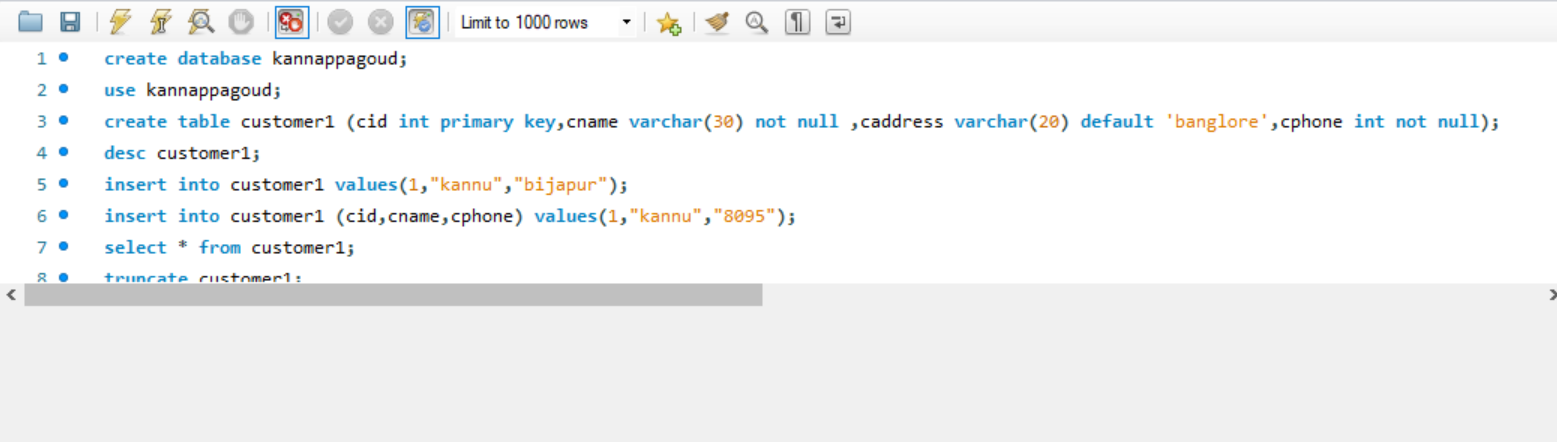 Limit to 1000 rows
1 create database kannappagoud;
2 use kannappagoud;
3 create table customer1 (cid int primary key,cname varchar(30) not null ,caddress varchar(20) default 'banglore',cphone int not null);
4 desc customer1;
5 insert into customer1 values(1,"kannu","bijapur");
6 insert into customer1 (cid,cname,cphone) values(1,"kannu","8095");
7 select * from customer1;
8 truncate customer1;